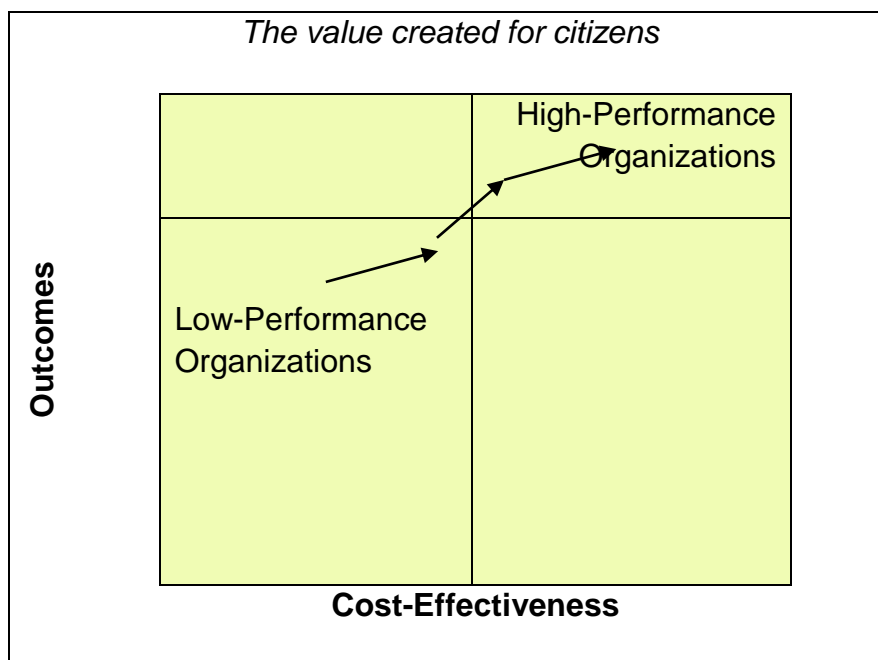 The value created for citizens
High-Performance
Organizations
Low-Performance
Organizations
Outcomes
Cost-Effectiveness